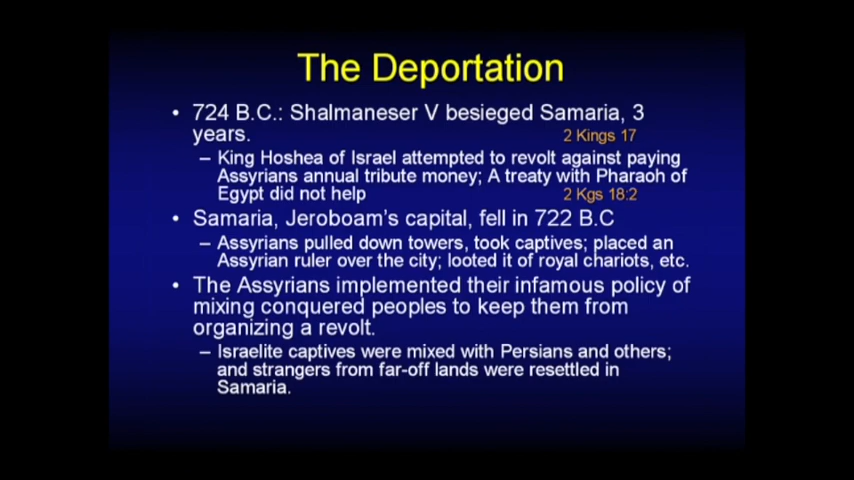 The Deportation
• 724 B.C.: Shalmaneser V besieged Samaria, 3
years. 2 Kings 17
– King Hoshea of Israel attempted to revolt against paying
Assyrians annual tribute money; A treaty with Pharaoh of
Egypt did not help 2 Kgs 18:2
• Samaria, Jeroboam's capital, fell in 722 B.C
– Assyrians pulled down towers, took captives; placed an
Assyrian ruler over the city; looted it of royal chariots, etc.
• The Assyrians implemented their infamous policy of
mixing conquered peoples to keep them from
organizing a revolt.
– Israelite captives were mixed with Persians and others;
and strangers from far-off lands were resettled in
Samaria.